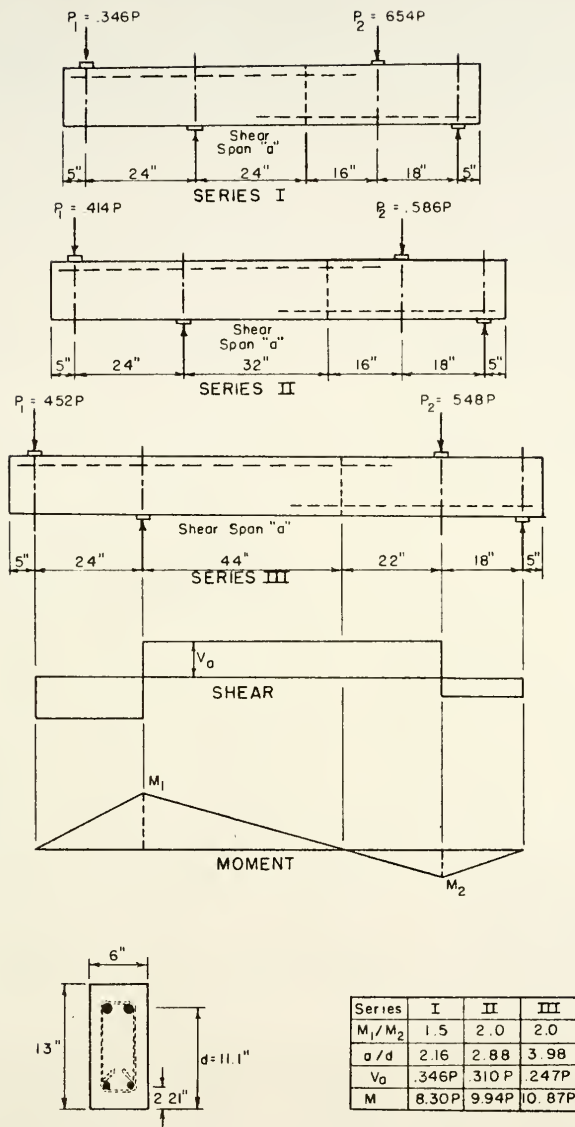 P1 = .346P P2 = .654P
Shear
Span "a"
5" 24" 24" 16" 18" 5"
SERIES I
P1 = .414P P2 = .586P
Shear
Span "a"
5" 24" 32" 16" 18" 5"
SERIES II
P1 = .452P P2 = .548P
Shear Span "a"
5" 24" 44" 22" 18" 5"
SERIES III
Va
SHEAR
M1
MOMENT
M2
6"
13"
d=11.1"
2 21"
Series I II III
M1/M2 1.5 2.0 2.0
a/d 2.16 2.88 3.98
Va .346P .310P .247P
M 8.30P 9.94P 10.87P